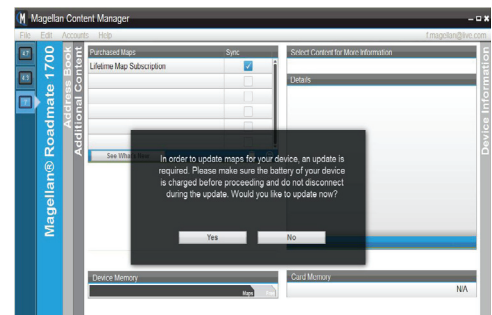 Magellan Content Manager
File Edit Accounts Help
f.magellan@live.com
Magellan® Roadmate 1700
Address Book
Additional Content
Device Information
Purchased Maps Sync
Lifetime Map Subscription
Select Content for More Information
Details
See What's New
In order to update maps for your device, an update is
required. Please make sure the battery of your device
is charged before proceeding and do not disconnect
during the update. Would you like to update now?
Yes No
Device Memory
Maps
Card Memory
N/A